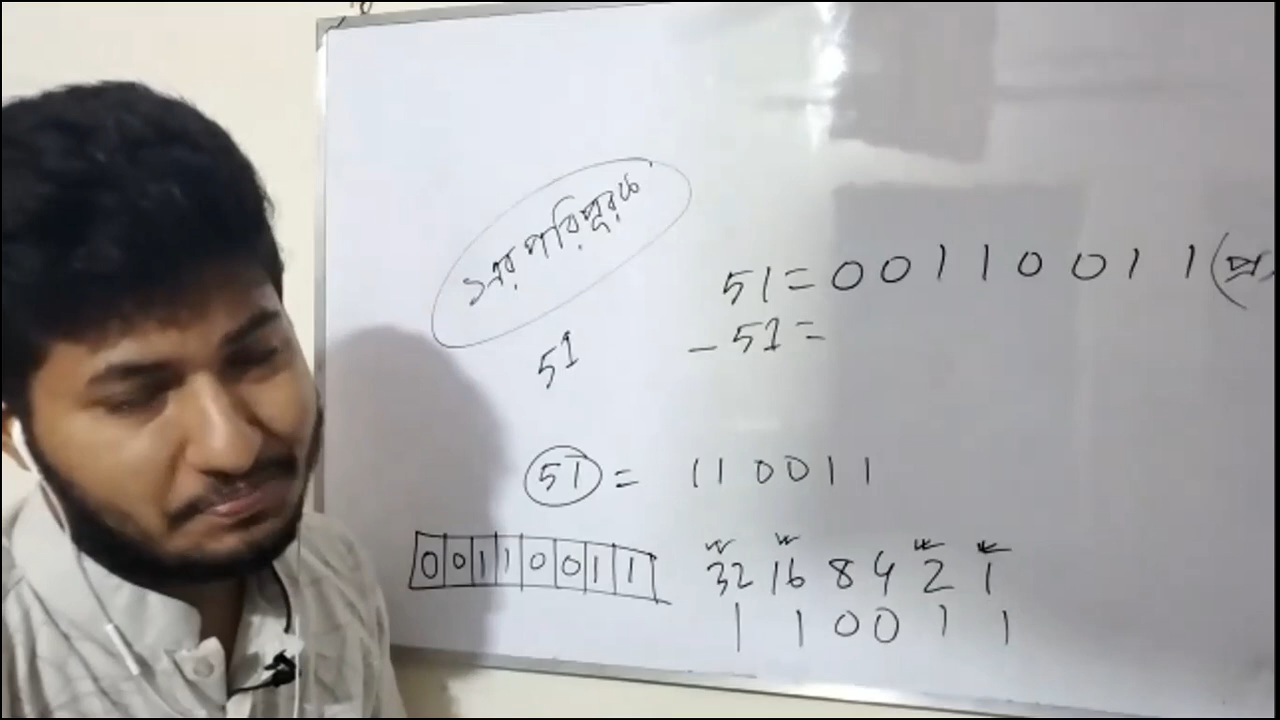 ১ এর পরিপূরক
51
51 = 0 0 1 1 0 0 1 1 (প্র
- 51 =
51 = 1 1 0 0 1 1
0 0 1 1 0 0 1 1
32 16 8 4 2 1
1 1 0 0 1 1